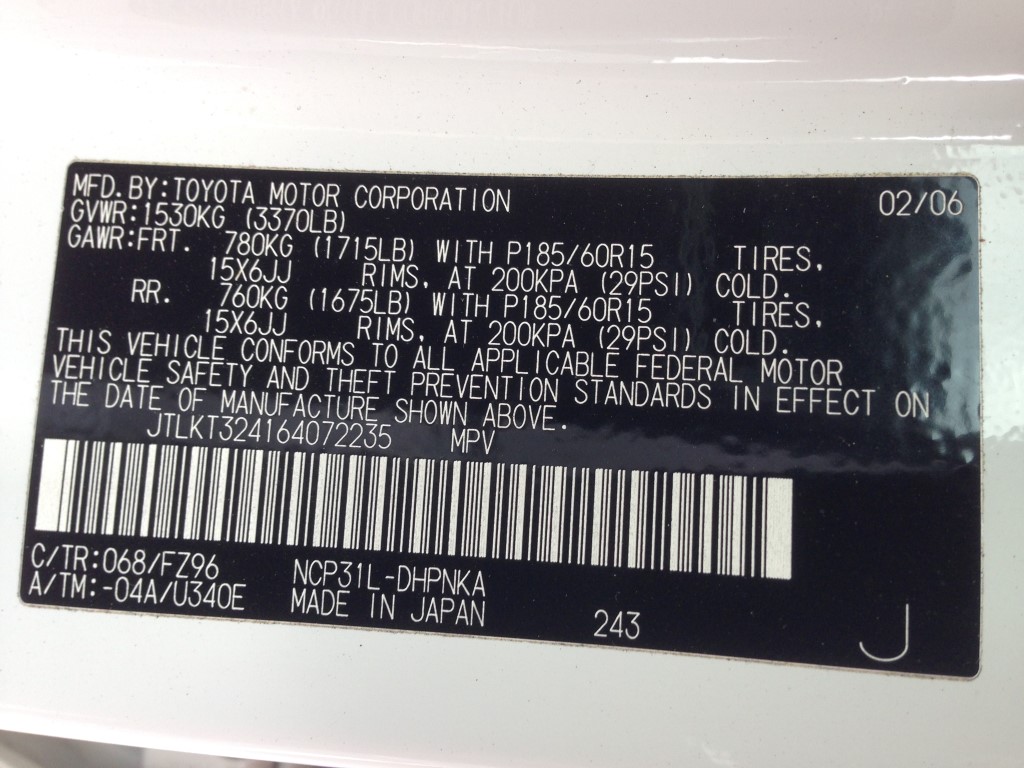 MFD. BY: TOYOTA MOTOR CORPORATION 02/06
GVWR: 1530KG (3370LB)
GAWR: FRT. 780KG (1715LB) WITH P185/60R15 TIRES,
15X6JJ RIMS, AT 200KPA (29PSI) COLD.
RR. 760KG (1675LB) WITH P185/60R15 TIRES,
15X6JJ RIMS, AT 200KPA (29PSI) COLD.
THIS VEHICLE CONFORMS TO ALL APPLICABLE FEDERAL MOTOR
VEHICLE SAFETY AND THEFT PREVENTION STANDARDS IN EFFECT ON
THE DATE OF MANUFACTURE SHOWN ABOVE.
JTLKT324164072235 MPV
C/TR: 068/FZ96 NCP31L-DHPNKA
A/TM: -04A/U340E MADE IN JAPAN 243 J